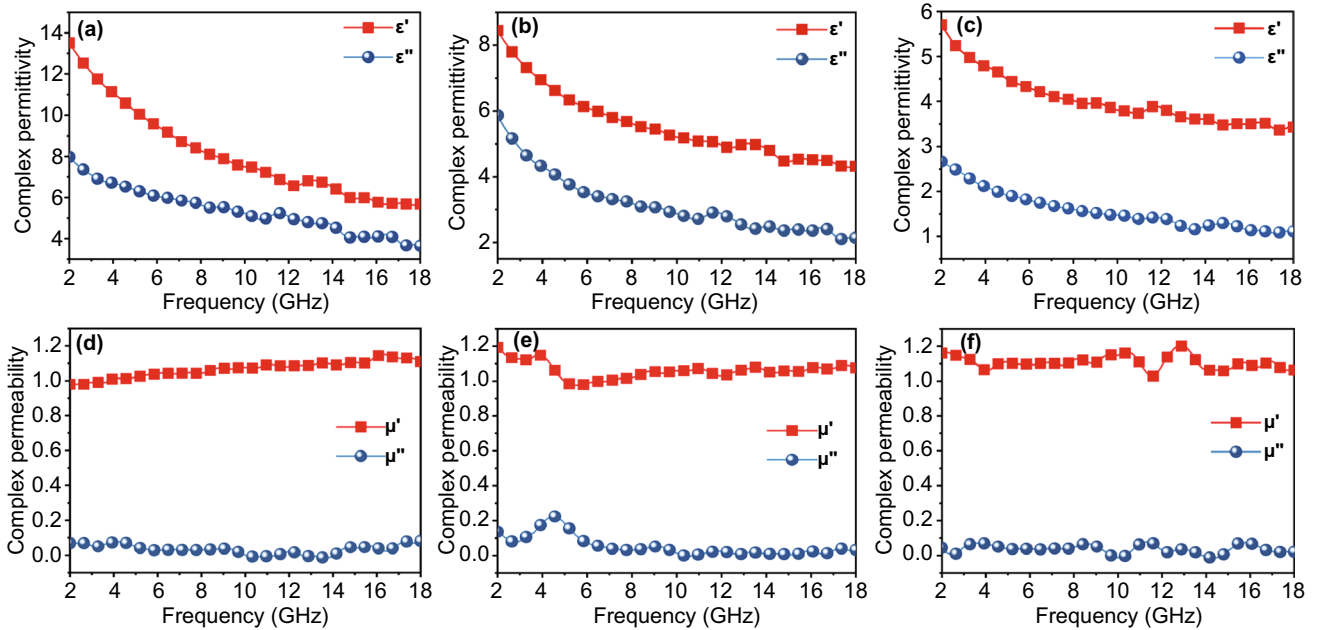 (a)
ε'
ε''
Complex permittivity
14
12
10
8
6
4
2 4 6 8 10 12 14 16 18
Frequency (GHz)
(b)
ε'
ε''
Complex permittivity
8
6
4
2
2 4 6 8 10 12 14 16 18
Frequency (GHz)
(c)
ε'
ε''
Complex permittivity
6
5
4
3
2
1
2 4 6 8 10 12 14 16 18
Frequency (GHz)
(d)
μ'
μ''
Complex permeability
1.2
1.0
0.8
0.6
0.4
0.2
0.0
2 4 6 8 10 12 14 16 18
Frequency (GHz)
(e)
μ'
μ''
Complex permeability
1.2
1.0
0.8
0.6
0.4
0.2
0.0
2 4 6 8 10 12 14 16 18
Frequency (GHz)
(f)
μ'
μ''
Complex permeability
1.2
1.0
0.8
0.6
0.4
0.2
0.0
2 4 6 8 10 12 14 16 18
Frequency (GHz)